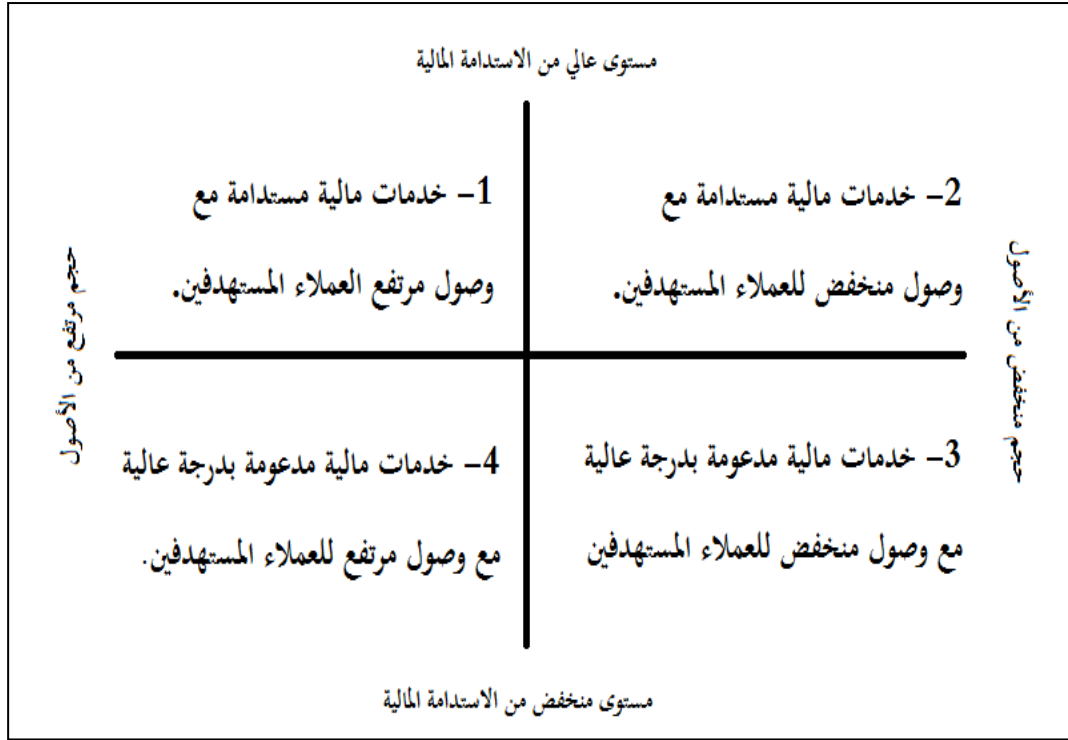 مستوى عالي من الاستدامة المالية
1- خدمات مالية مستدامة مع
وصول مرتفع العملاء المستهدفين.
2- خدمات مالية مستدامة مع
وصول منخفض للعملاء المستهدفين.
حجم مرتفع من الأصول
حجم منخفض من الأصول
3- خدمات مالية مدعومة بدرجة عالية
مع وصول منخفض للعملاء المستهدفين
4- خدمات مالية مدعومة بدرجة عالية
مع وصول مرتفع للعملاء المستهدفين.
مستوى منخفض من الاستدامة المالية